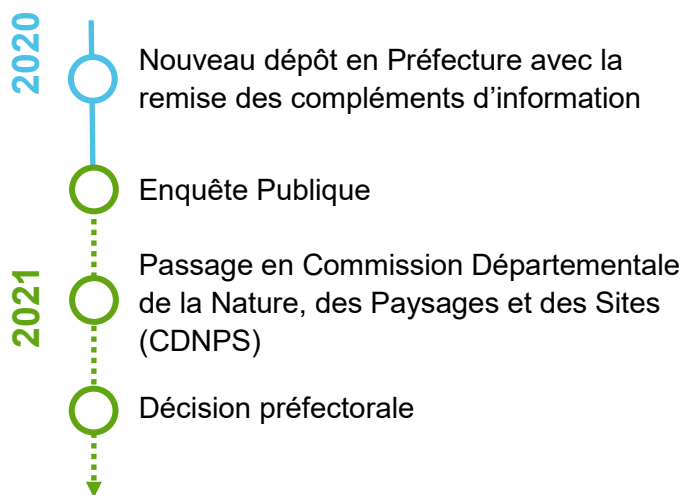 2020
Nouveau dépôt en Préfecture avec la
remise des compléments d’information
Enquête Publique
2021
Passage en Commission Départementale
de la Nature, des Paysages et des Sites
(CDNPS)
Décision préfectorale